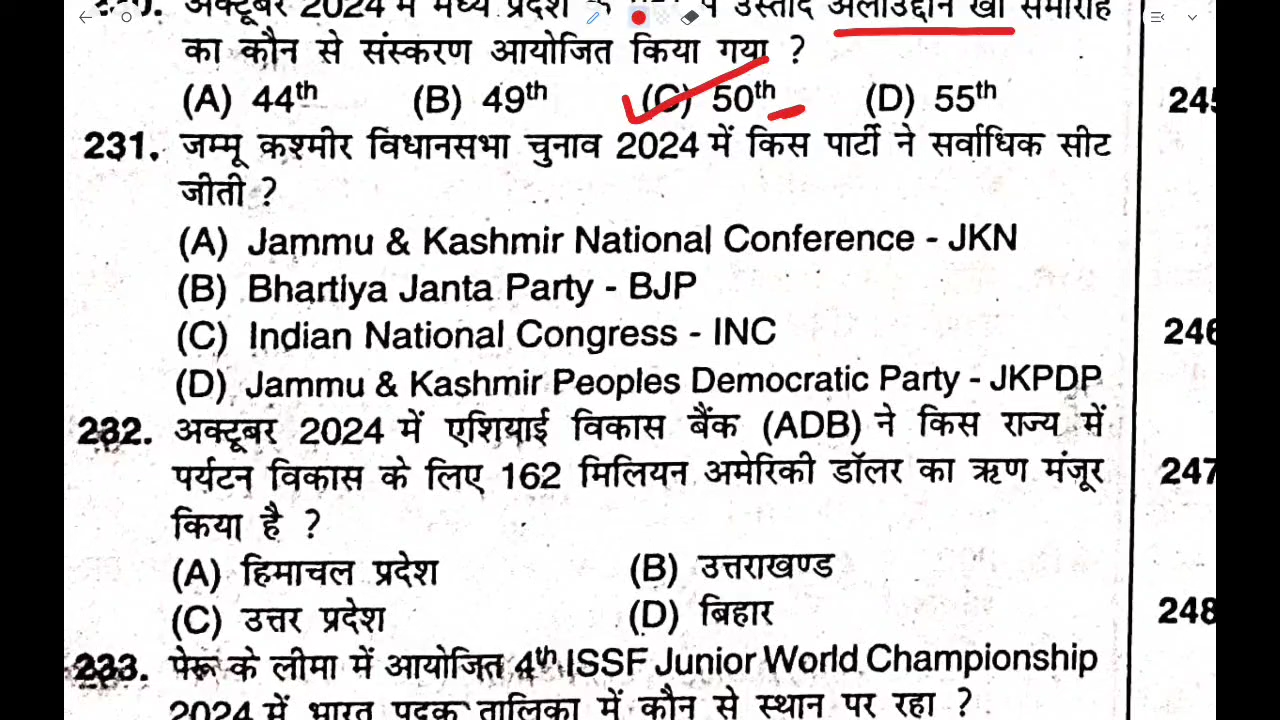 अक्टूबर 2024 में मध्य प्रदेश उस्ताद अलाउद्दीन खाँ समारोह
का कौन से संस्करण आयोजित किया गया ?
(A) 44th (B) 49th (C) 50th (D) 55th
231. जम्मू कश्मीर विधानसभा चुनाव 2024 में किस पार्टी ने सर्वाधिक सीट
जीती ?
(A) Jammu & Kashmir National Conference - JKN
(B) Bhartiya Janta Party - BJP
(C) Indian National Congress - INC
(D) Jammu & Kashmir Peoples Democratic Party - JKPDP
232. अक्टूबर 2024 में एशियाई विकास बैंक (ADB) ने किस राज्य में
पर्यटन विकास के लिए 162 मिलियन अमेरिकी डॉलर का ऋण मंजूर
किया है ?
(A) हिमाचल प्रदेश (B) उत्तराखण्ड
(C) उत्तर प्रदेश (D) बिहार
233. पेरू के लीमा में आयोजित 4th ISSF Junior World Championship
2024 में भारत पदक तालिका में कौन से स्थान पर रहा ?
245
246
247
248